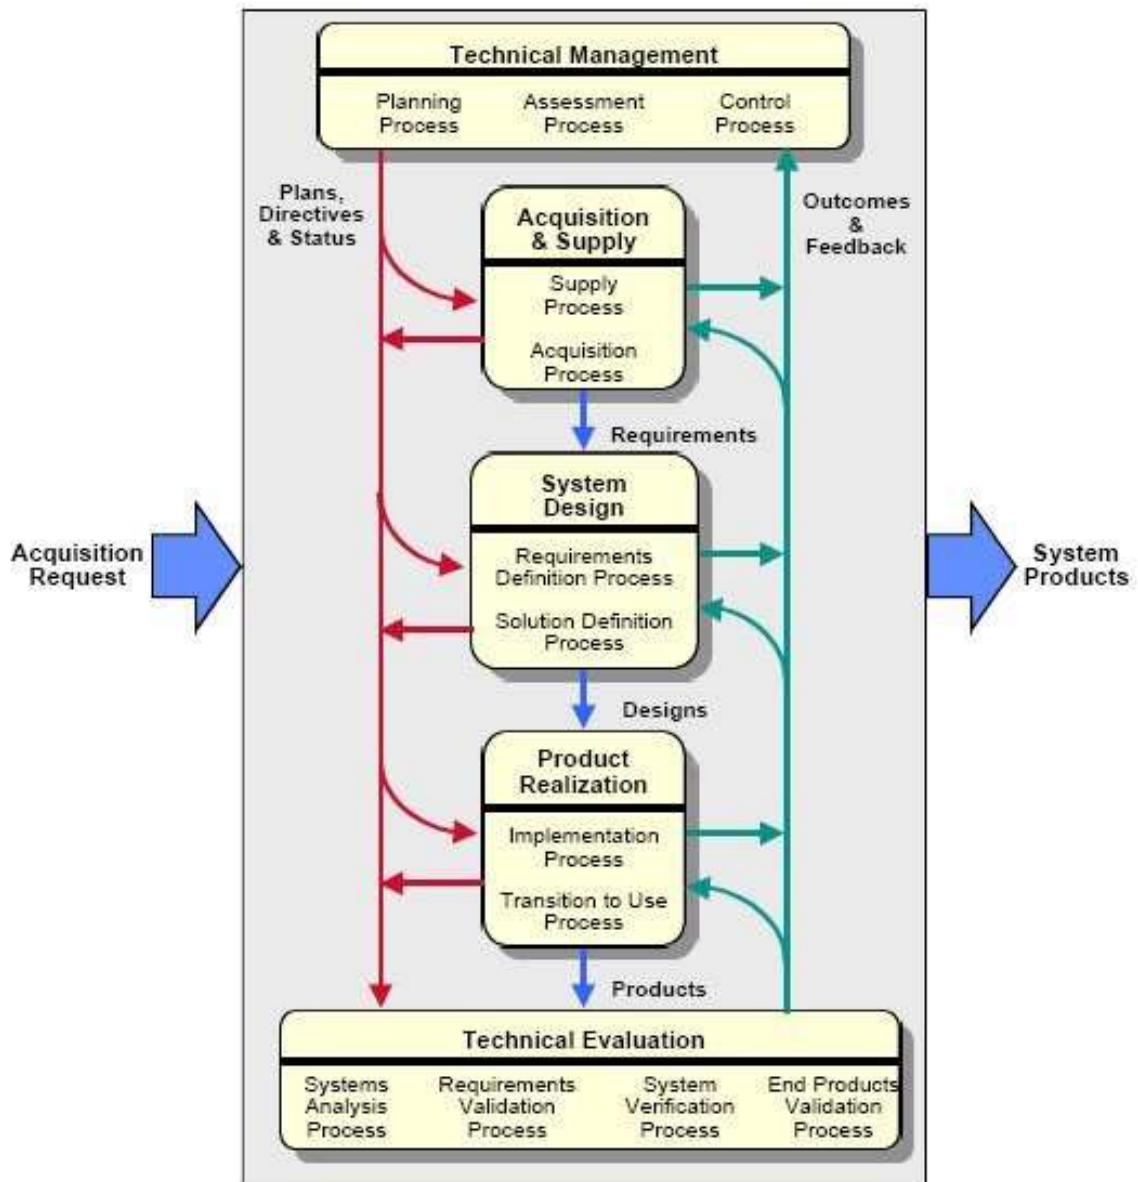 Technical Management
Planning
Process
Assessment
Process
Control
Process
Plans,
Directives
& Status
Acquisition
& Supply
Supply
Process
Acquisition
Process
Outcomes
&
Feedback
Requirements
System
Design
Requirements
Definition Process
Solution Definition
Process
Acquisition
Request
System
Products
Designs
Product
Realization
Implementation
Process
Transition to Use
Process
Products
Technical Evaluation
Systems
Analysis
Process
Requirements
Validation
Process
System
Verification
Process
End Products
Validation
Process